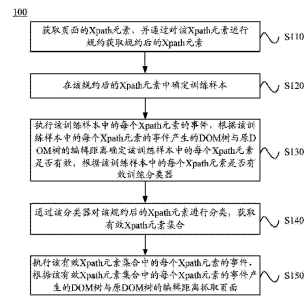 100
获取页面的Xpath元素、并通过对该Xpath元素进行
规约获取规约后的Xpath元素
S110
在该规约后的Xpath元素中确定训练样本
S120
执行该训练样本中的每个Xpath元素的事件，根据该训
练样本中的每个Xpath元素的事件产生的DOM树与原D
OM树的编辑距离确定该训练样本中的每个Xpath元素
是否有效，根据该训练样本中的每个Xpath元素是否有
效训练分类器
S130
通过该分类器对该规约后的Xpath元素进行分类，获取
有效Xpath元素集合
S140
执行该有效Xpath元素集合中的每个Xpath元素的事件，
根据该有效Xpath元素集合中的每个Xpath元素的事件产
生的DOM树与原DOM树的编辑距离抓取页面
S150